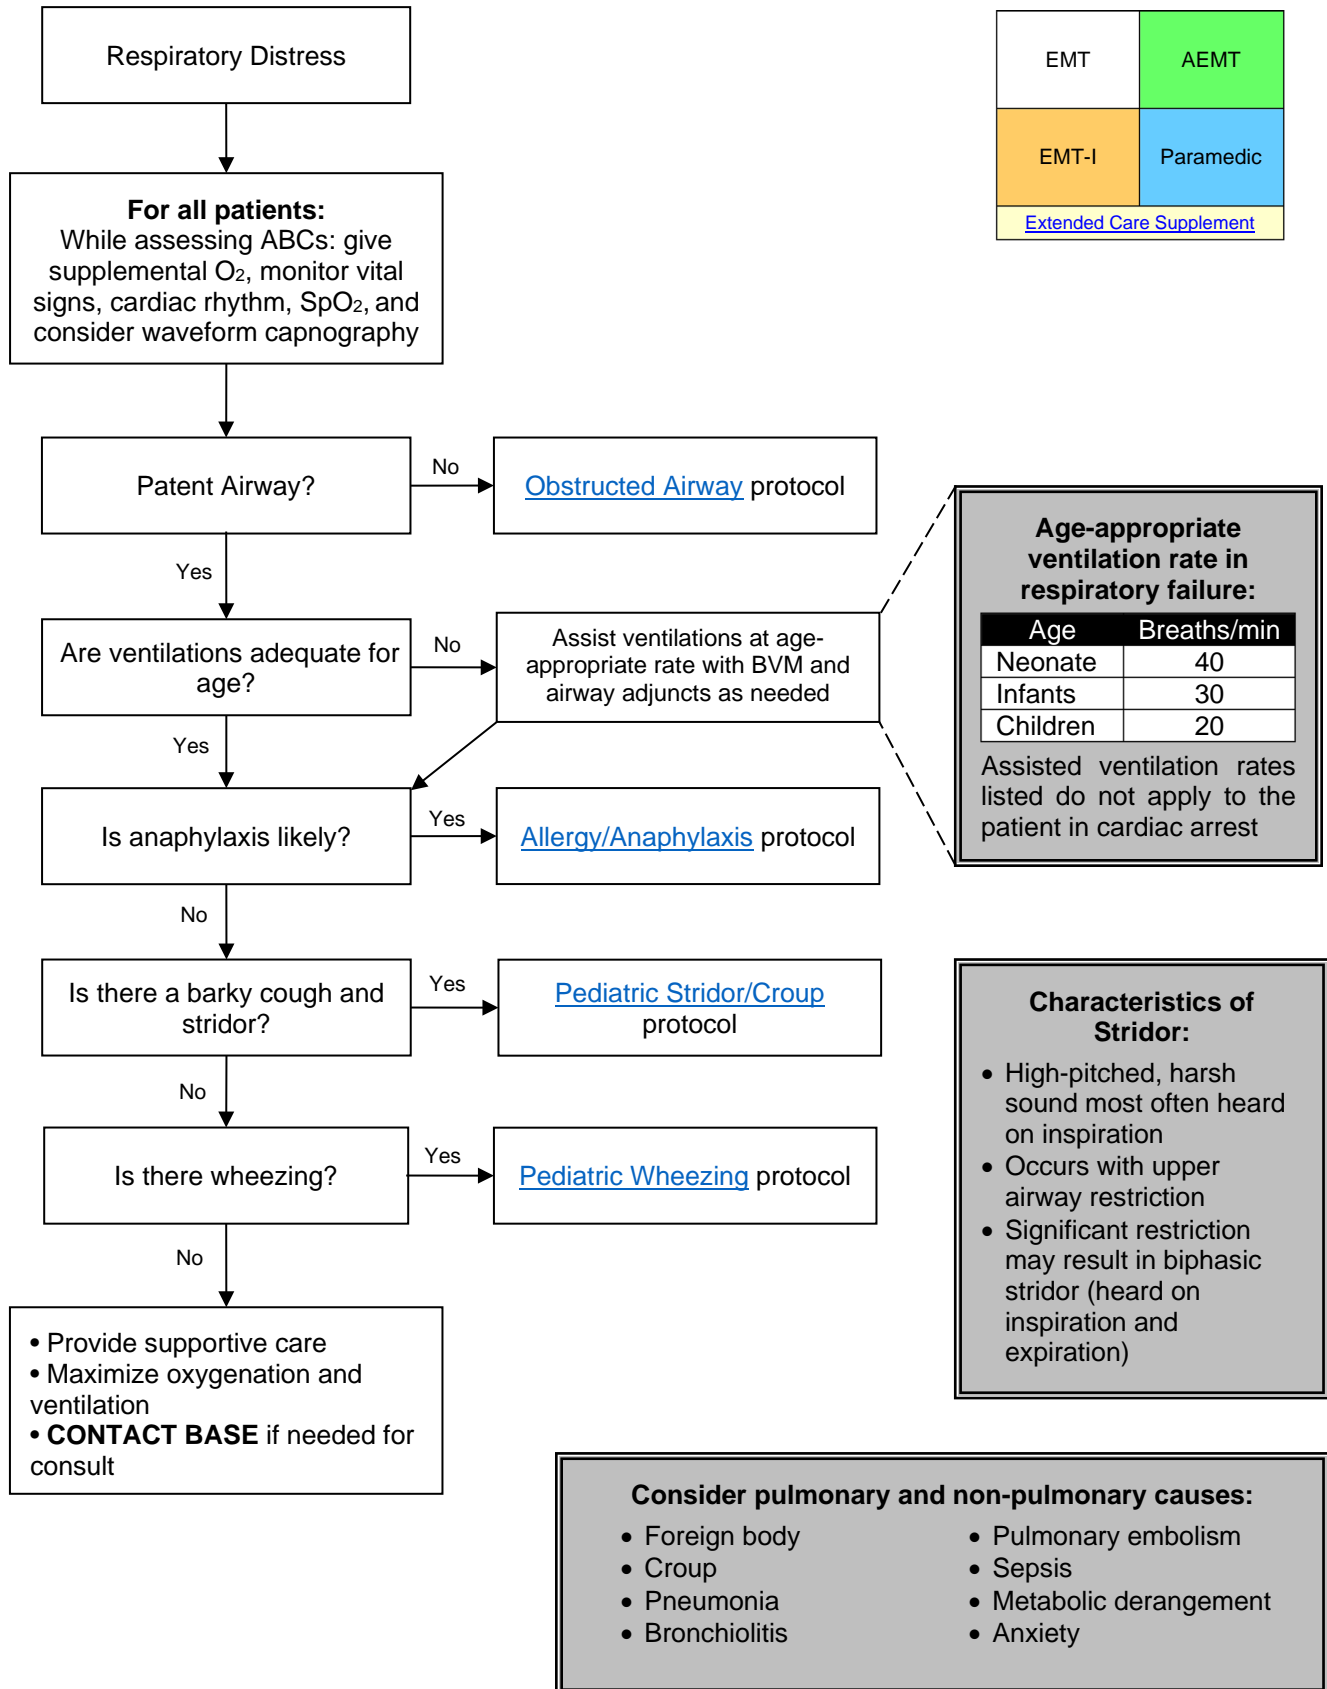 Respiratory Distress
EMT
AEMT
EMT-I
Paramedic
Extended Care Supplement
For all patients:
While assessing ABCs: give
supplemental O₂, monitor vital
signs, cardiac rhythm, SpO₂, and
consider waveform capnography
Patent Airway?
No
Obstructed Airway protocol
Yes
Are ventilations adequate for
age?
No
Assist ventilations at age-
appropriate rate with BVM and
airway adjuncts as needed
Age-appropriate
ventilation rate in
respiratory failure:
Age Breaths/min
Neonate 40
Infants 30
Children 20
Assisted ventilation rates
listed do not apply to the
patient in cardiac arrest
Yes
Is anaphylaxis likely?
Yes
Allergy/Anaphylaxis protocol
No
Is there a barky cough and
stridor?
Yes
Pediatric Stridor/Croup
protocol
No
Is there wheezing?
Yes
Pediatric Wheezing protocol
No
• Provide supportive care
• Maximize oxygenation and
ventilation
• CONTACT BASE if needed for
consult
Characteristics of
Stridor:
• High-pitched, harsh
sound most often heard
on inspiration
• Occurs with upper
airway restriction
• Significant restriction
may result in biphasic
stridor (heard on
inspiration and
expiration)
Consider pulmonary and non-pulmonary causes:
• Foreign body
• Croup
• Pneumonia
• Bronchiolitis
• Pulmonary embolism
• Sepsis
• Metabolic derangement
• Anxiety